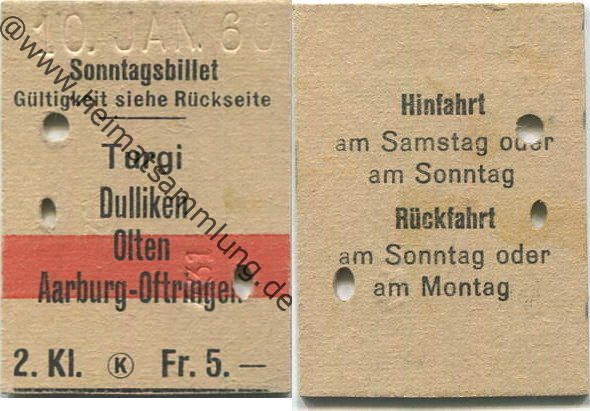 10. JAN. 60
Sonntagsbillet
Gültigkeit siehe Rückseite
Turgi
Dulliken
Olten
Aarburg-Oftringen
2. Kl. K Fr. 5.—
@www.heimatsammlung.de
Hinfahrt
am Samstag oder
am Sonntag
Rückfahrt
am Sonntag oder
am Montag